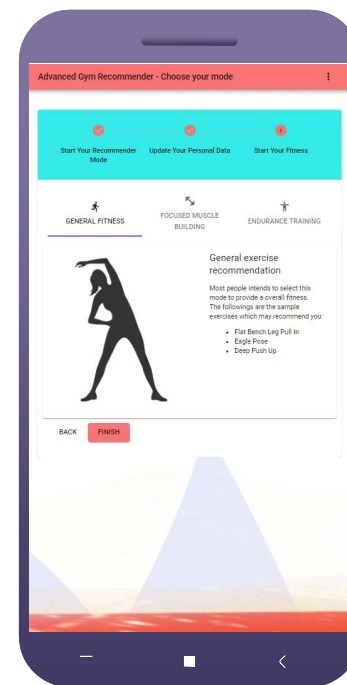 Advanced Gym Recommender - Choose your mode
Start Your Recommender
Mode
Update Your Personal Data
Start Your Fitness
GENERAL FITNESS
FOCUSED MUSCLE
BUILDING
ENDURANCE TRAINING
General exercise
recommendation
Most people intends to select this
mode to provide a overall fitness.
The followings are the sample
exercises which may recommend you:
Flat Bench Leg Pull In
Eagle Pose
Deep Push Up
BACK
FINISH